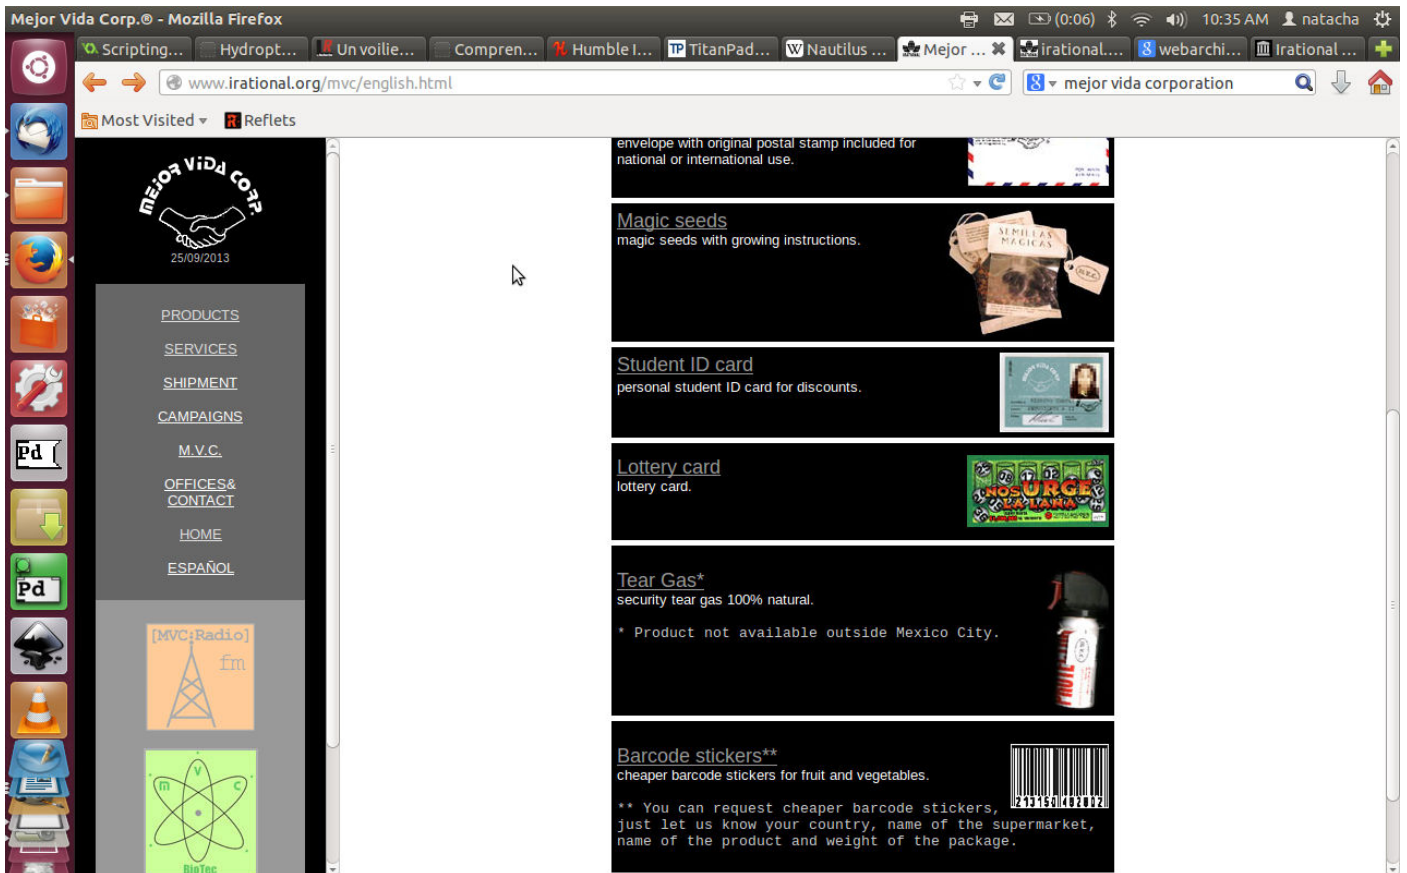 Mejor Vida Corp.® - Mozilla Firefox
(0:06)
10:35 AM
natacha
Scripting...
Hydropt...
Un voilie...
Compren...
Humble I...
TitanPad...
Nautilus ...
Mejor ...
irational....
webarchi...
Irational ...
www.irational.org/mvc/english.html
mejor vida corporation
Most Visited
Reflets
MEJOR VIDA CORP.
25/09/2013
PRODUCTS
SERVICES
SHIPMENT
CAMPAIGNS
M.V.C.
OFFICES&
CONTACT
HOME
ESPAÑOL
[MVC:Radio]
fm
M V C
BioTec
Pd
Pd
envelope with original postal stamp included for
national or international use.
Magic seeds
magic seeds with growing instructions.
SEMILLAS
MAGICAS
Student ID card
personal student ID card for discounts.
MEJOR VIDA CORP
Lottery card
lottery card.
NOS URGE
LA LANA
Tear Gas*
security tear gas 100% natural.
* Product not available outside Mexico City.
Barcode stickers**
cheaper barcode stickers for fruit and vegetables.
** You can request cheaper barcode stickers,
just let us know your country, name of the supermarket,
name of the product and weight of the package.